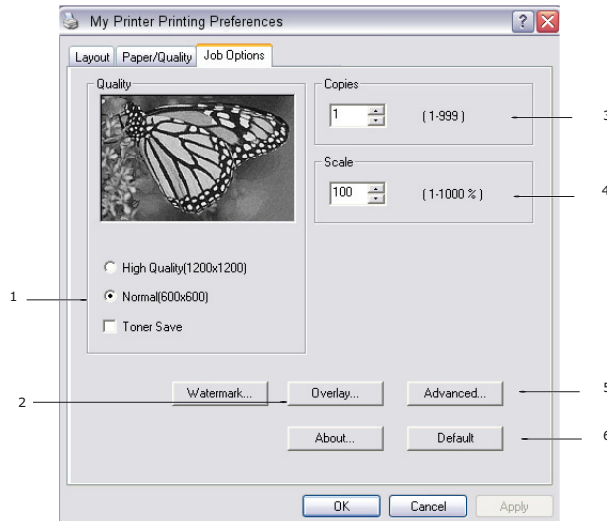 My Printer Printing Preferences
Layout Paper/Quality Job Options
Quality
Copies
1 (1-999) 3
Scale
100 (1-1000 %) 4
High Quality(1200x1200)
1 Normal(600x600)
Toner Save
Watermark... Overlay... Advanced... 5
2
About... Default 6
OK Cancel Apply